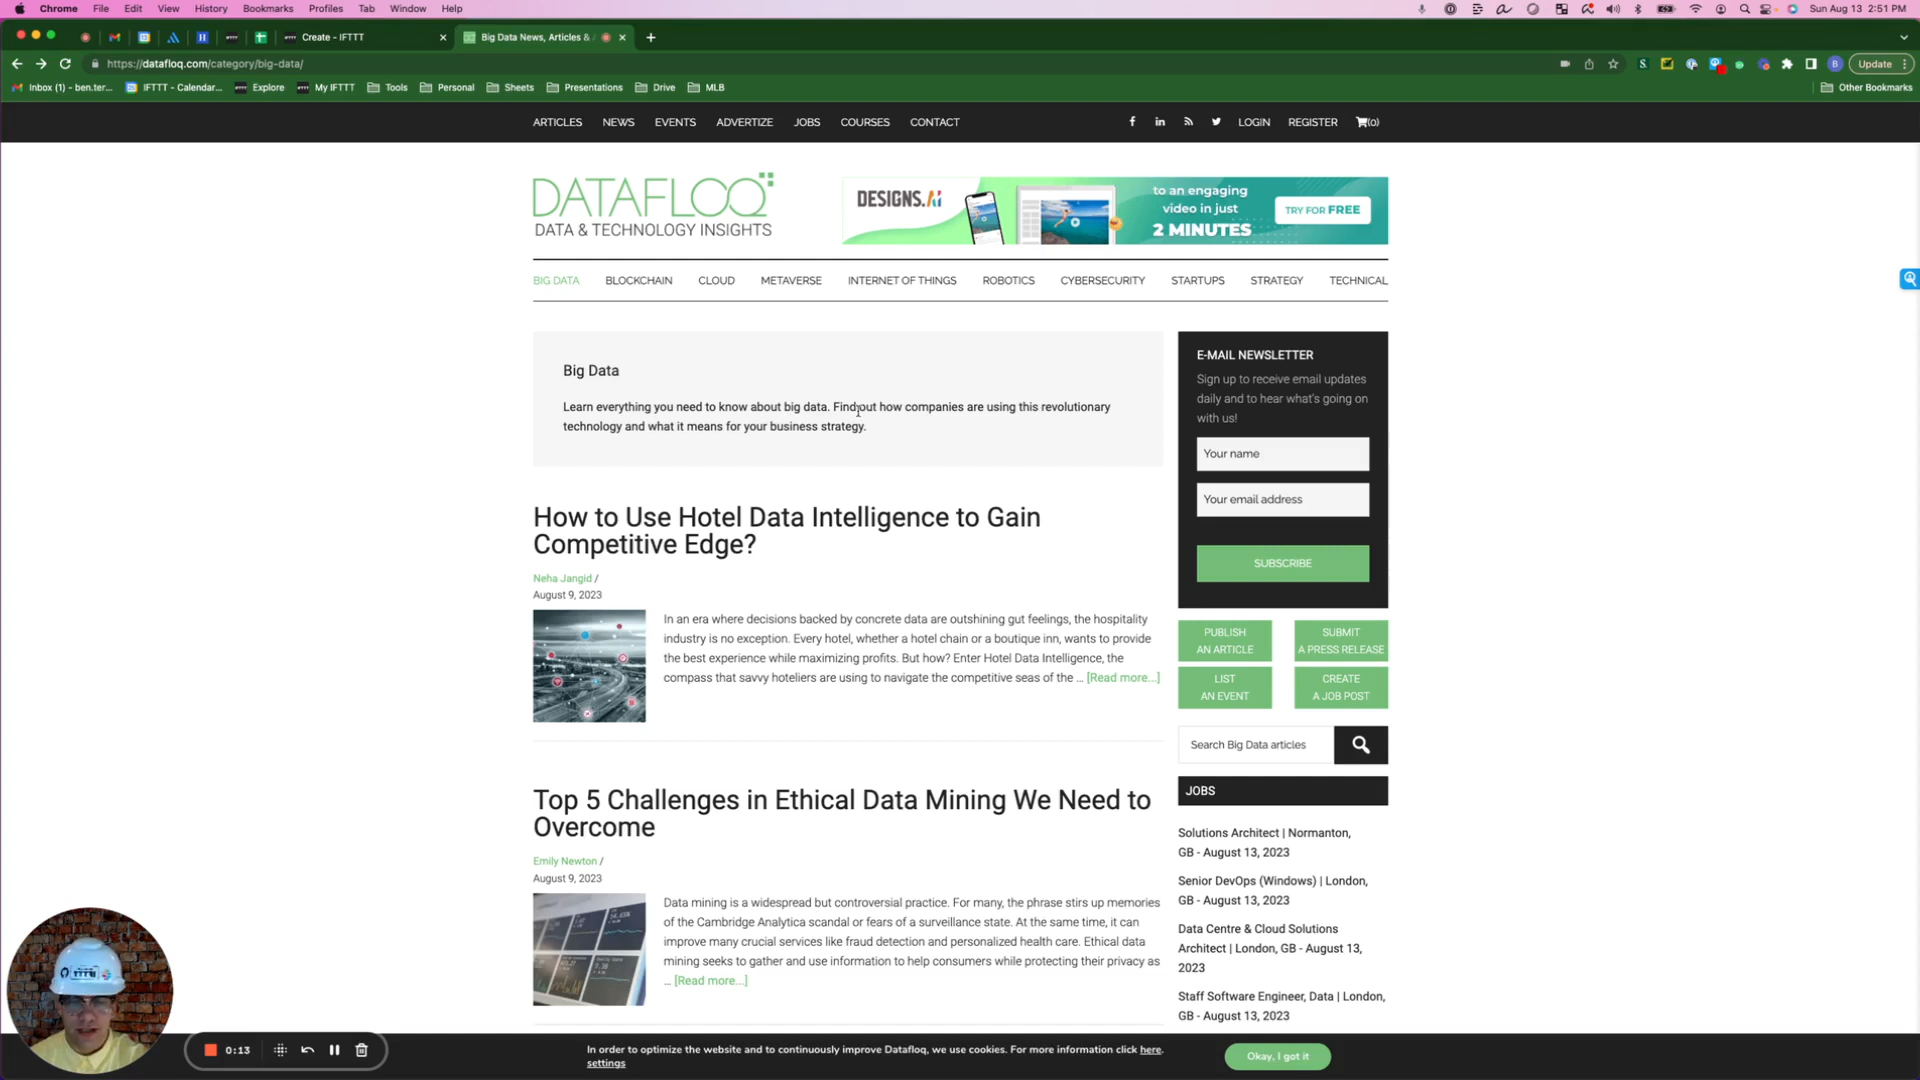 Chrome File Edit View History Bookmarks Profiles Tab Window Help Sun Aug 13 2:51 PM
Create - IFTTT Big Data News, Articles &
https://datafloq.com/category/big-data/ Update
Inbox (1) - ben.ter... IFTTT - Calendar... Explore My IFTTT Tools Personal Sheets Presentations Drive MLB Other Bookmarks
ARTICLES NEWS EVENTS ADVERTIZE JOBS COURSES CONTACT LOGIN REGISTER (0)
DATAFLOQ
DATA & TECHNOLOGY INSIGHTS
DESIGNS.AI
to an engaging
video in just
2 MINUTES
TRY FOR FREE
BIG DATA BLOCKCHAIN CLOUD METAVERSE INTERNET OF THINGS ROBOTICS CYBERSECURITY STARTUPS STRATEGY TECHNICAL
Big Data
Learn everything you need to know about big data. Find out how companies are using this revolutionary
technology and what it means for your business strategy.
How to Use Hotel Data Intelligence to Gain
Competitive Edge?
Neha Jangid /
August 9, 2023
In an era where decisions backed by concrete data are outshining gut feelings, the hospitality
industry is no exception. Every hotel, whether a hotel chain or a boutique inn, wants to provide
the best experience while maximizing profits. But how? Enter Hotel Data Intelligence, the
compass that savvy hoteliers are using to navigate the competitive seas of the ... [Read more...]
Top 5 Challenges in Ethical Data Mining We Need to
Overcome
Emily Newton /
August 9, 2023
Data mining is a widespread but controversial practice. For many, the phrase stirs up memories
of the Cambridge Analytica scandal or fears of a surveillance state. At the same time, it can
improve many crucial services like fraud detection and personalized health care. Ethical data
mining seeks to gather and use information to help consumers while protecting their privacy as
... [Read more...]
E-MAIL NEWSLETTER
Sign up to receive email updates
daily and to hear what's going on
with us!
Your name
Your email address
SUBSCRIBE
PUBLISH
AN ARTICLE
SUBMIT
A PRESS RELEASE
LIST
AN EVENT
CREATE
A JOB POST
Search Big Data articles
JOBS
Solutions Architect | Normanton,
GB - August 13, 2023
Senior DevOps (Windows) | London,
GB - August 13, 2023
Data Centre & Cloud Solutions
Architect | London, GB - August 13,
2023
Staff Software Engineer, Data | London,
GB - August 13, 2023
IFTTT
0:13
In order to optimize the website and to continuously improve Datafloq, we use cookies. For more information click here.
settings
Okay, I got it